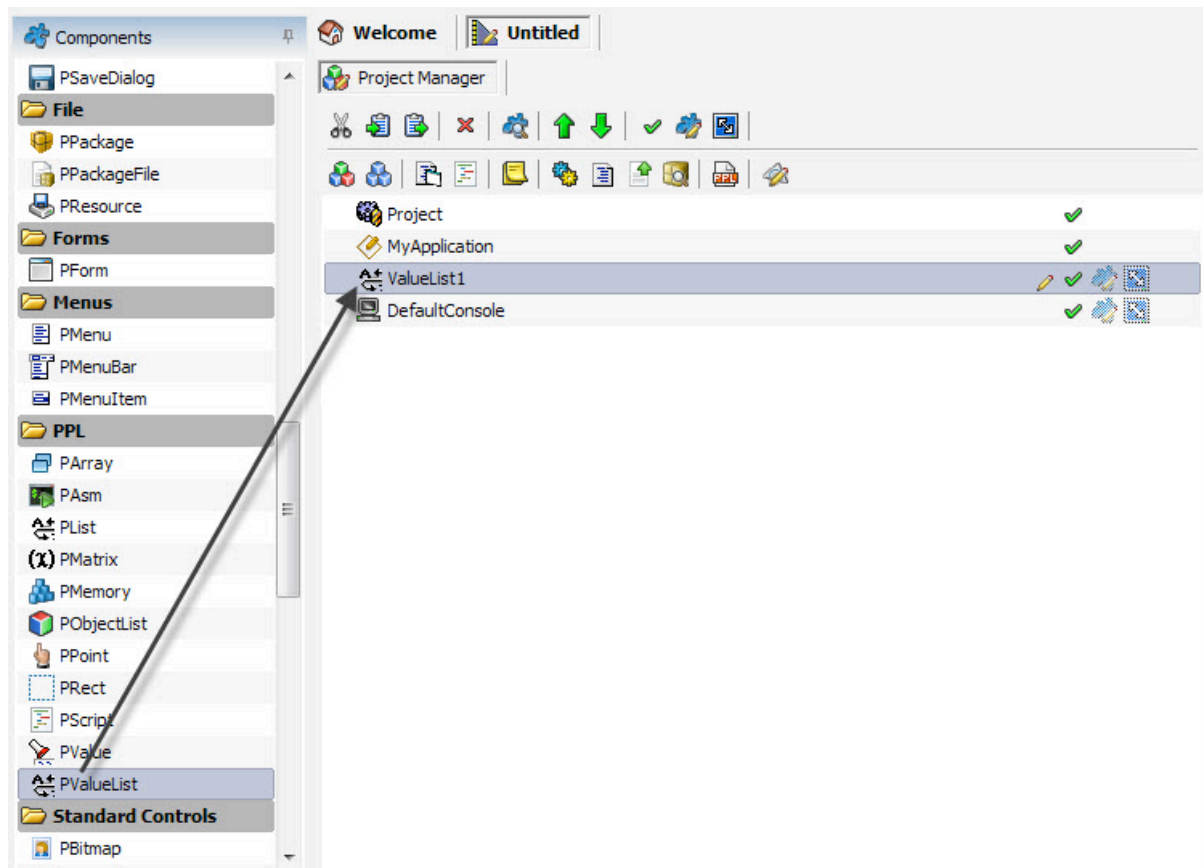 Components
PSaveDialog
File
PPackage
PPackageFile
PResource
Forms
PForm
Menus
PMenu
PMenuBar
PMenuItem
PPL
PArray
PAsm
PList
(X) PMatrix
PMemory
PObjectList
PPoint
PRect
PScript
PValue
PValueList
Standard Controls
PBitmap
Welcome
Untitled
Project Manager
Project
MyApplication
ValueList1
DefaultConsole